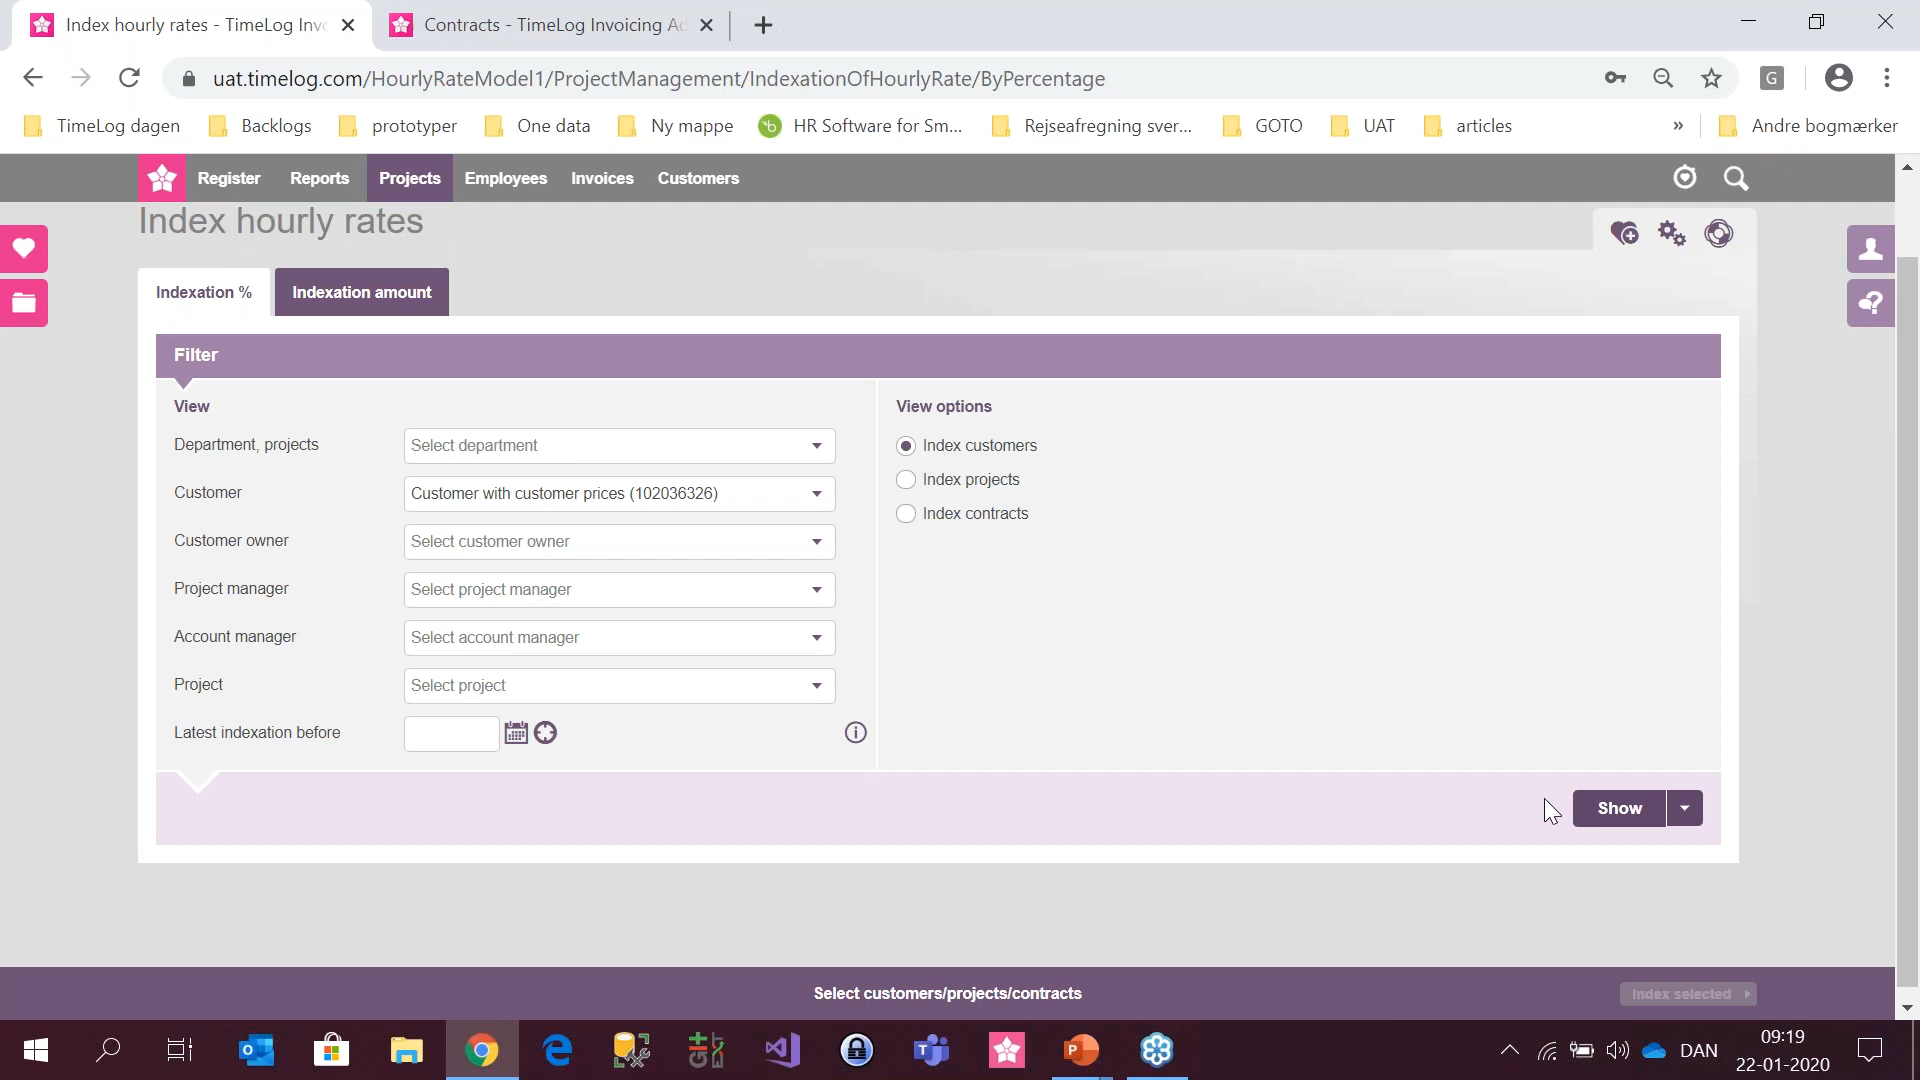 Index hourly rates - TimeLog Invo
Contracts - TimeLog Invoicing Ad
uat.timelog.com/HourlyRateModel1/ProjectManagement/IndexationOfHourlyRate/ByPercentage
G
TimeLog dagen
Backlogs
prototyper
One data
Ny mappe
HR Software for Sm...
Rejseafregning sver...
GOTO
UAT
articles
»
Andre bogmærker
Register
Reports
Projects
Employees
Invoices
Customers
Index hourly rates
Indexation %
Indexation amount
Filter
View
View options
Department, projects
Select department
Index customers
Customer
Customer with customer prices (102036326)
Index projects
Index contracts
Customer owner
Select customer owner
Project manager
Select project manager
Account manager
Select account manager
Project
Select project
Latest indexation before
Show
Select customers/projects/contracts
Index selected
DAN
09:19
22-01-2020